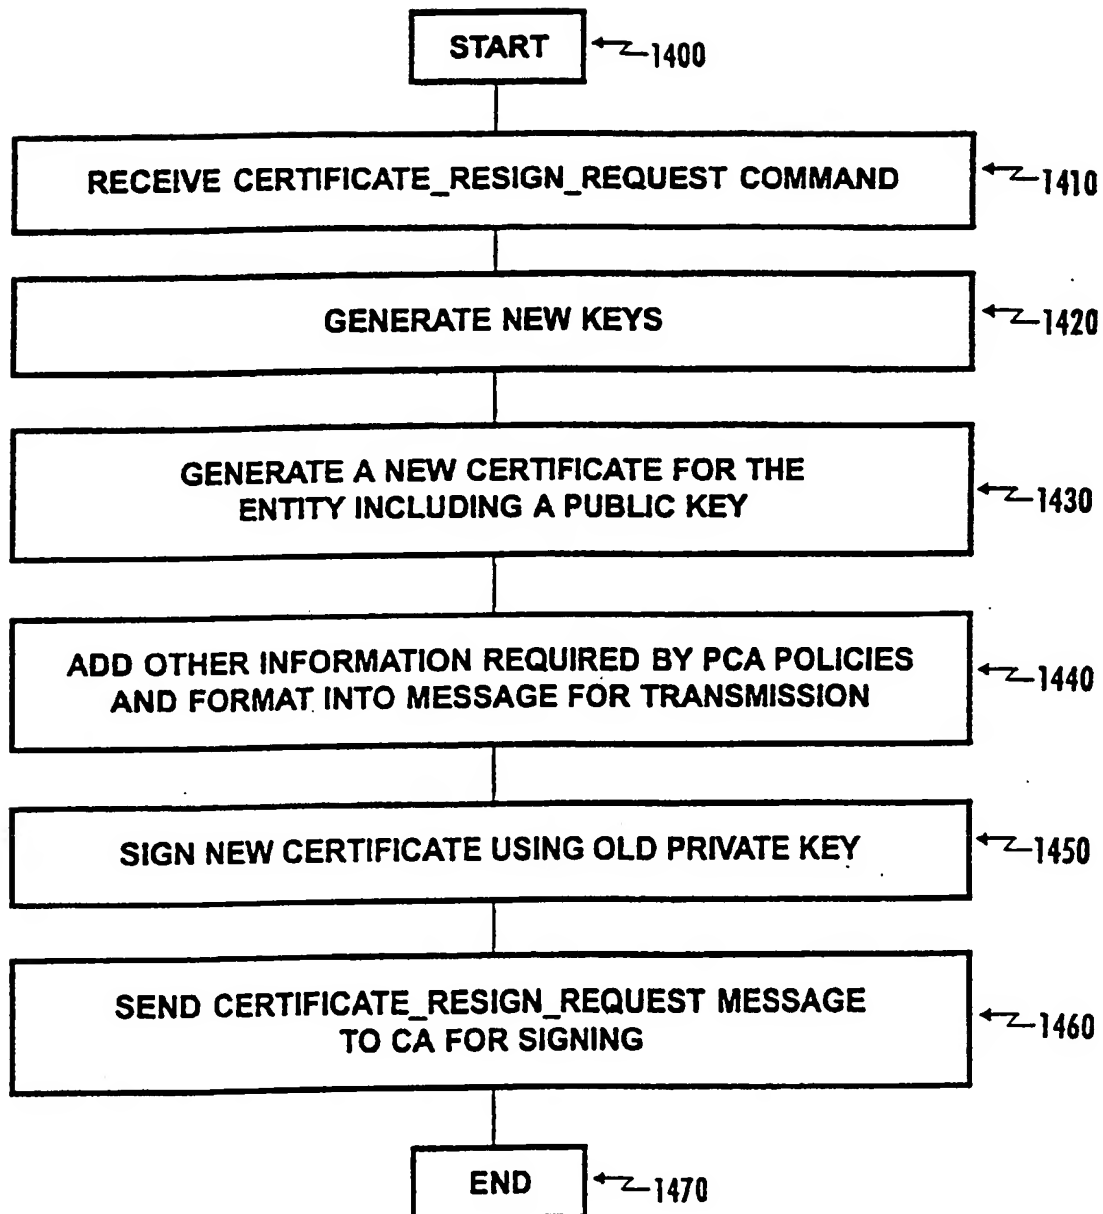 START
1400
RECEIVE CERTIFICATE_RESIGN_REQUEST COMMAND
1410
GENERATE NEW KEYS
1420
GENERATE A NEW CERTIFICATE FOR THE
ENTITY INCLUDING A PUBLIC KEY
1430
ADD OTHER INFORMATION REQUIRED BY PCA POLICIES
AND FORMAT INTO MESSAGE FOR TRANSMISSION
1440
SIGN NEW CERTIFICATE USING OLD PRIVATE KEY
1450
SEND CERTIFICATE_RESIGN_REQUEST MESSAGE
TO CA FOR SIGNING
1460
END
1470